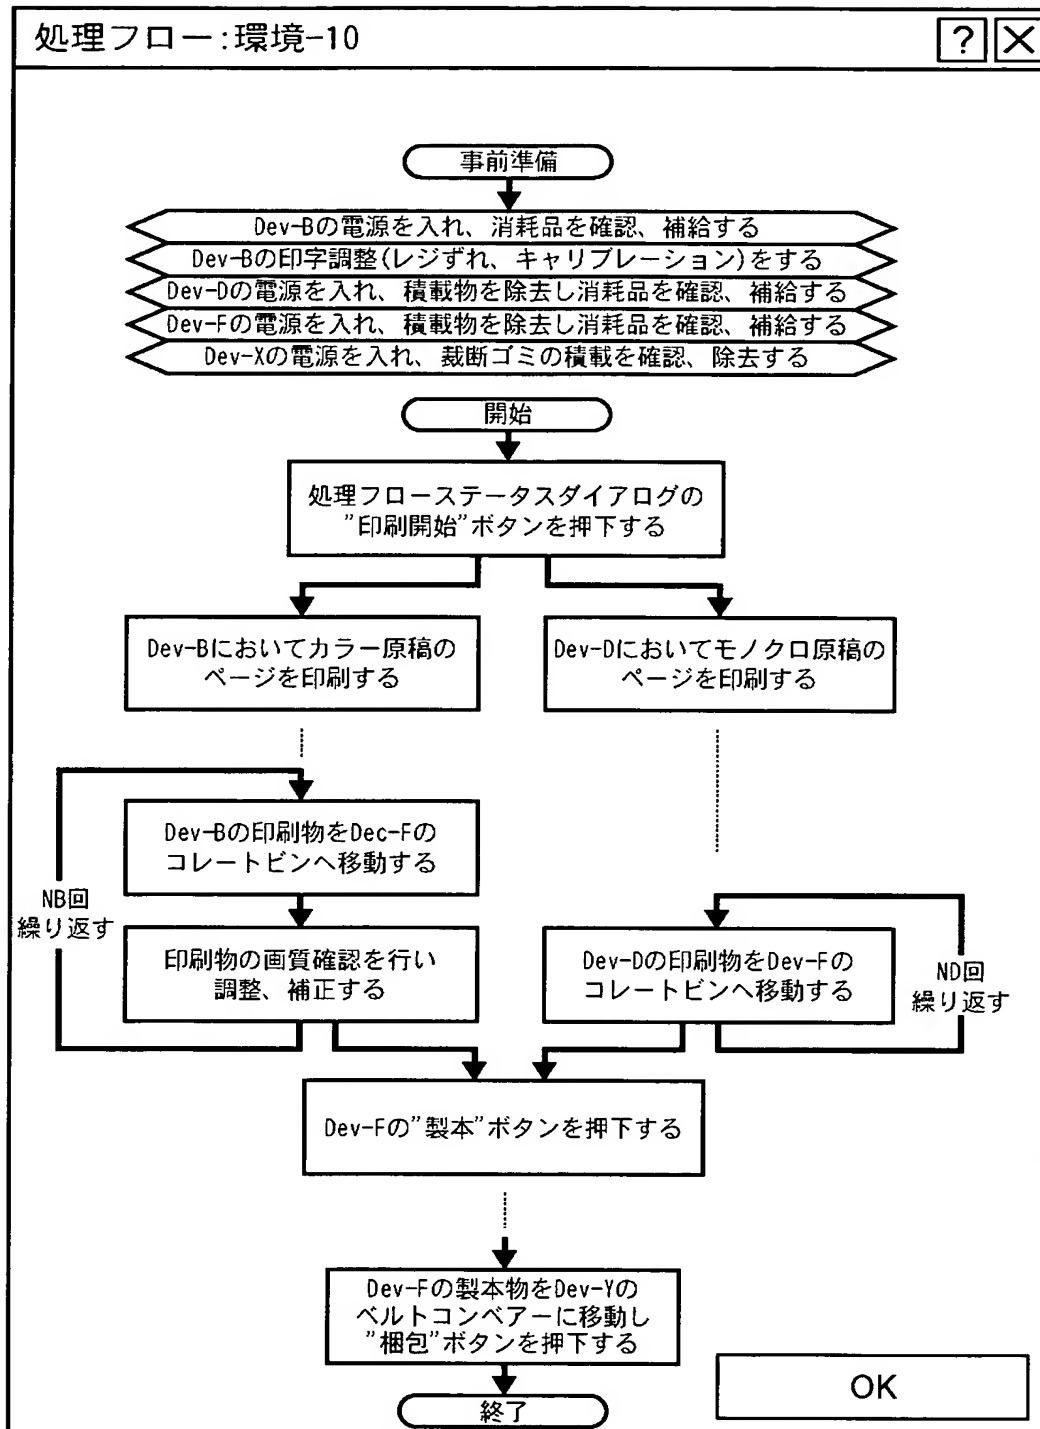 処理フロー:環境-10
?
×
事前準備
Dev-Bの電源を入れ、消耗品を確認、補給する
Dev-Bの印字調整(レジずれ、キャリブレーション)をする
Dev-Dの電源を入れ、積載物を除去し消耗品を確認、補給する
Dev-Fの電源を入れ、積載物を除去し消耗品を確認、補給する
Dev-Xの電源を入れ、裁断ゴミの積載を確認、除去する
開始
処理フローステータスダイアログの
”印刷開始”ボタンを押下する
Dev-Bにおいてカラー原稿の
ページを印刷する
Dev-Dにおいてモノクロ原稿の
ページを印刷する
Dev-Bの印刷物をDec-Fの
コレートビンへ移動する
NB回
繰り返す
印刷物の画質確認を行い
調整、補正する
Dev-Dの印刷物をDev-Fの
コレートビンへ移動する
ND回
繰り返す
Dev-Fの”製本”ボタンを押下する
Dev-Fの製本物をDev-Yの
ベルトコンベアーに移動し
”梱包”ボタンを押下する
OK
終了